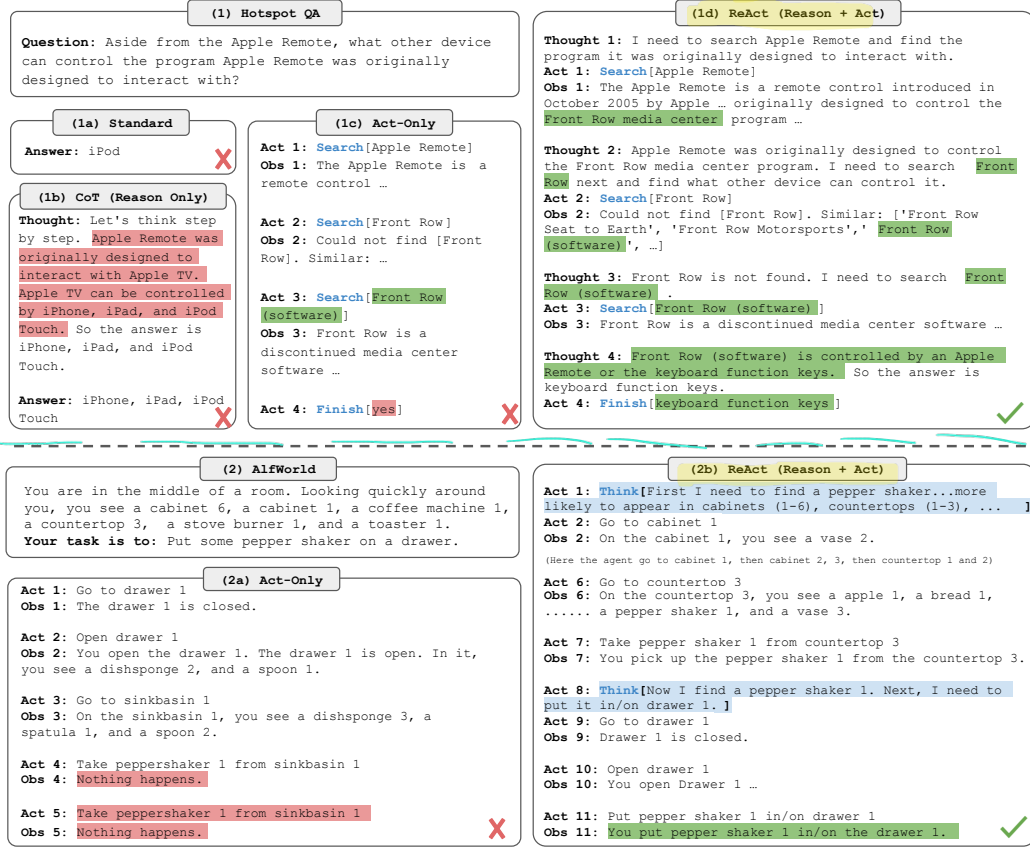 (1) Hotspot QA
Question: Aside from the Apple Remote, what other device
can control the program Apple Remote was originally
designed to interact with?
(1a) Standard
Answer: iPod
(1b) CoT (Reason Only)
Thought: Let's think step
by step. Apple Remote was
originally designed to
interact with Apple TV.
Apple TV can be controlled
by iPhone, iPad, and iPod
Touch. So the answer is
iPhone, iPad, and iPod
Touch.
Answer: iPhone, iPad, iPod
Touch
(1c) Act-Only
Act 1: Search[Apple Remote]
Obs 1: The Apple Remote is a
remote control …
Act 2: Search[Front Row]
Obs 2: Could not find [Front
Row]. Similar: …
Act 3: Search[Front Row
(software)]
Obs 3: Front Row is a
discontinued media center
software …
Act 4: Finish[yes]
(1d) ReAct (Reason + Act)
Thought 1: I need to search Apple Remote and find the
program it was originally designed to interact with.
Act 1: Search[Apple Remote]
Obs 1: The Apple Remote is a remote control introduced in
October 2005 by Apple … originally designed to control the
Front Row media center program …
Thought 2: Apple Remote was originally designed to control
the Front Row media center program. I need to search Front
Row next and find what other device can control it.
Act 2: Search[Front Row]
Obs 2: Could not find [Front Row]. Similar: ['Front Row
Seat to Earth', 'Front Row Motorsports',' Front Row
(software)', …]
Thought 3: Front Row is not found. I need to search Front
Row (software) .
Act 3: Search[Front Row (software)]
Obs 3: Front Row is a discontinued media center software …
Thought 4: Front Row (software) is controlled by an Apple
Remote or the keyboard function keys. So the answer is
keyboard function keys.
Act 4: Finish[keyboard function keys]
(2) AlfWorld
You are in the middle of a room. Looking quickly around
you, you see a cabinet 6, a cabinet 1, a coffee machine 1,
a countertop 3, a stove burner 1, and a toaster 1.
Your task is to: Put some pepper shaker on a drawer.
(2a) Act-Only
Act 1: Go to drawer 1
Obs 1: The drawer 1 is closed.
Act 2: Open drawer 1
Obs 2: You open the drawer 1. The drawer 1 is open. In it,
you see a dishsponge 2, and a spoon 1.
Act 3: Go to sinkbasin 1
Obs 3: On the sinkbasin 1, you see a dishsponge 3, a
spatula 1, and a spoon 2.
Act 4: Take peppershaker 1 from sinkbasin 1
Obs 4: Nothing happens.
Act 5: Take peppershaker 1 from sinkbasin 1
Obs 5: Nothing happens.
(2b) ReAct (Reason + Act)
Act 1: Think[First I need to find a pepper shaker...more
likely to appear in cabinets (1-6), countertops (1-3), ... ]
Act 2: Go to cabinet 1
Obs 2: On the cabinet 1, you see a vase 2.
(Here the agent go to cabinet 1, then cabinet 2, 3, then countertop 1 and 2)
Act 6: Go to countertop 3
Obs 6: On the countertop 3, you see a apple 1, a bread 1,
...... a pepper shaker 1, and a vase 3.
Act 7: Take pepper shaker 1 from countertop 3
Obs 7: You pick up the pepper shaker 1 from the countertop 3.
Act 8: Think[Now I find a pepper shaker 1. Next, I need to
put it in/on drawer 1. ]
Act 9: Go to drawer 1
Obs 9: Drawer 1 is closed.
Act 10: Open drawer 1
Obs 10: You open Drawer 1 …
Act 11: Put pepper shaker 1 in/on drawer 1
Obs 11: You put pepper shaker 1 in/on the drawer 1.